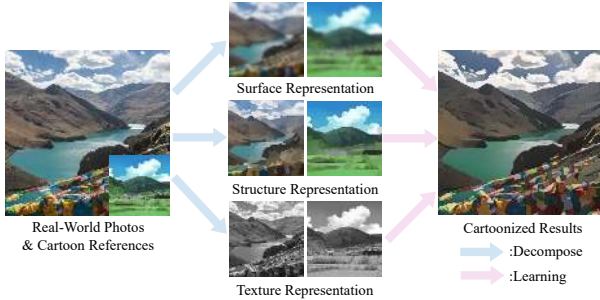 Surface Representation
Structure Representation
Real-World Photos
& Cartoon References
Cartoonized Results
:Decompose
:Learning
Texture Representation